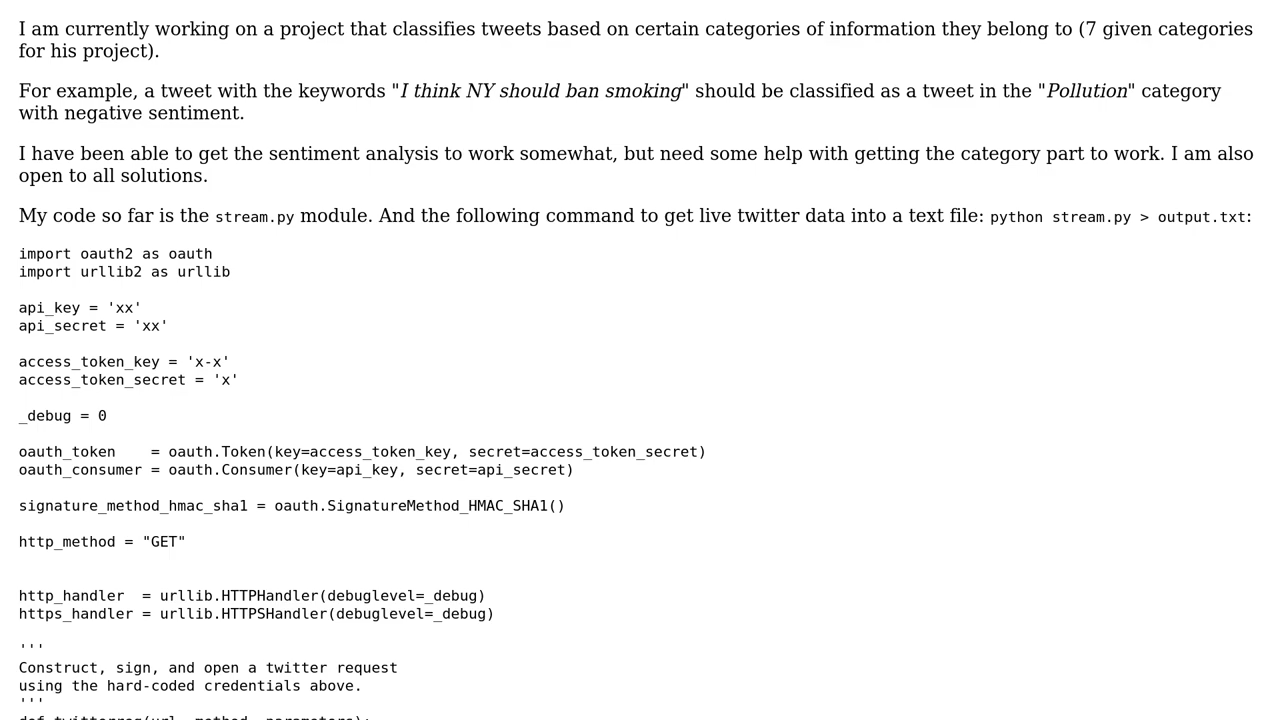 I am currently working on a project that classifies tweets based on certain categories of information they belong to (7 given categories
for his project).
For example, a tweet with the keywords "I think NY should ban smoking" should be classified as a tweet in the "Pollution" category
with negative sentiment.
I have been able to get the sentiment analysis to work somewhat, but need some help with getting the category part to work. I am also
open to all solutions.
My code so far is the stream.py module. And the following command to get live twitter data into a text file: python stream.py > output.txt:
import oauth2 as oauth
import urllib2 as urllib
api_key = 'xx'
api_secret = 'xx'
access_token_key = 'x-x'
access_token_secret = 'x'
_debug = 0
oauth_token    = oauth.Token(key=access_token_key, secret=access_token_secret)
oauth_consumer = oauth.Consumer(key=api_key, secret=api_secret)
signature_method_hmac_sha1 = oauth.SignatureMethod_HMAC_SHA1()
http_method = "GET"
http_handler  = urllib.HTTPHandler(debuglevel=_debug)
https_handler = urllib.HTTPSHandler(debuglevel=_debug)
'''
Construct, sign, and open a twitter request
using the hard-coded credentials above.
'''
def twitterreq(url, method, parameters):